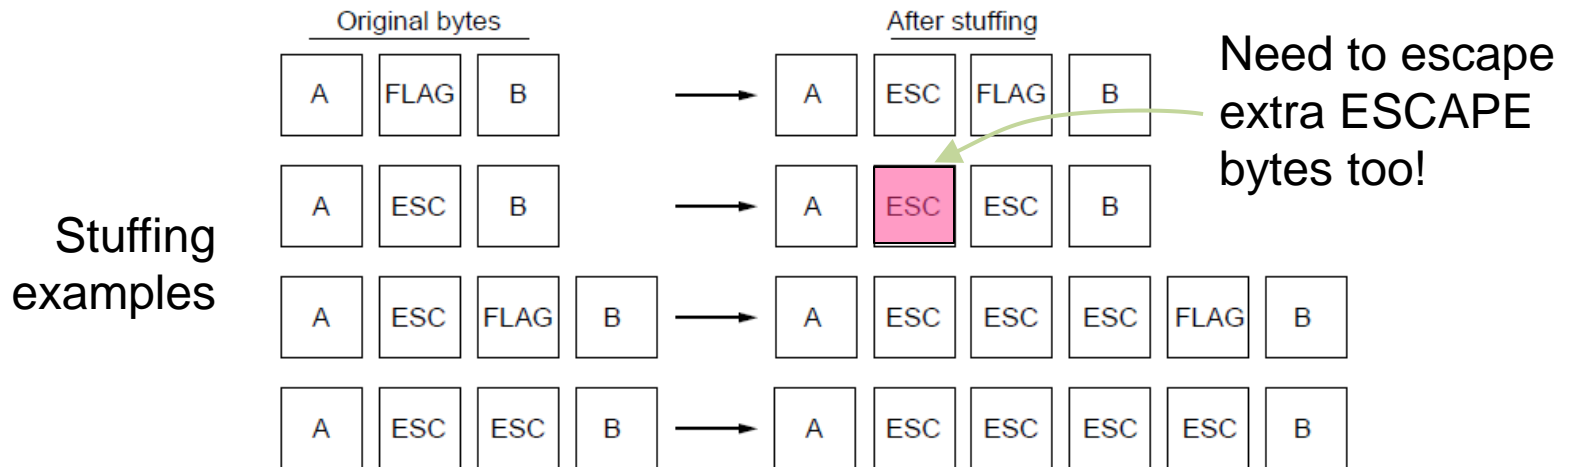 Original bytes After stuffing
A FLAG B A ESC FLAG B
Need to escape
extra ESCAPE
bytes too!
A ESC B A ESC ESC B
Stuffing
examples
A ESC FLAG B A ESC ESC ESC FLAG B
A ESC ESC B A ESC ESC ESC ESC B